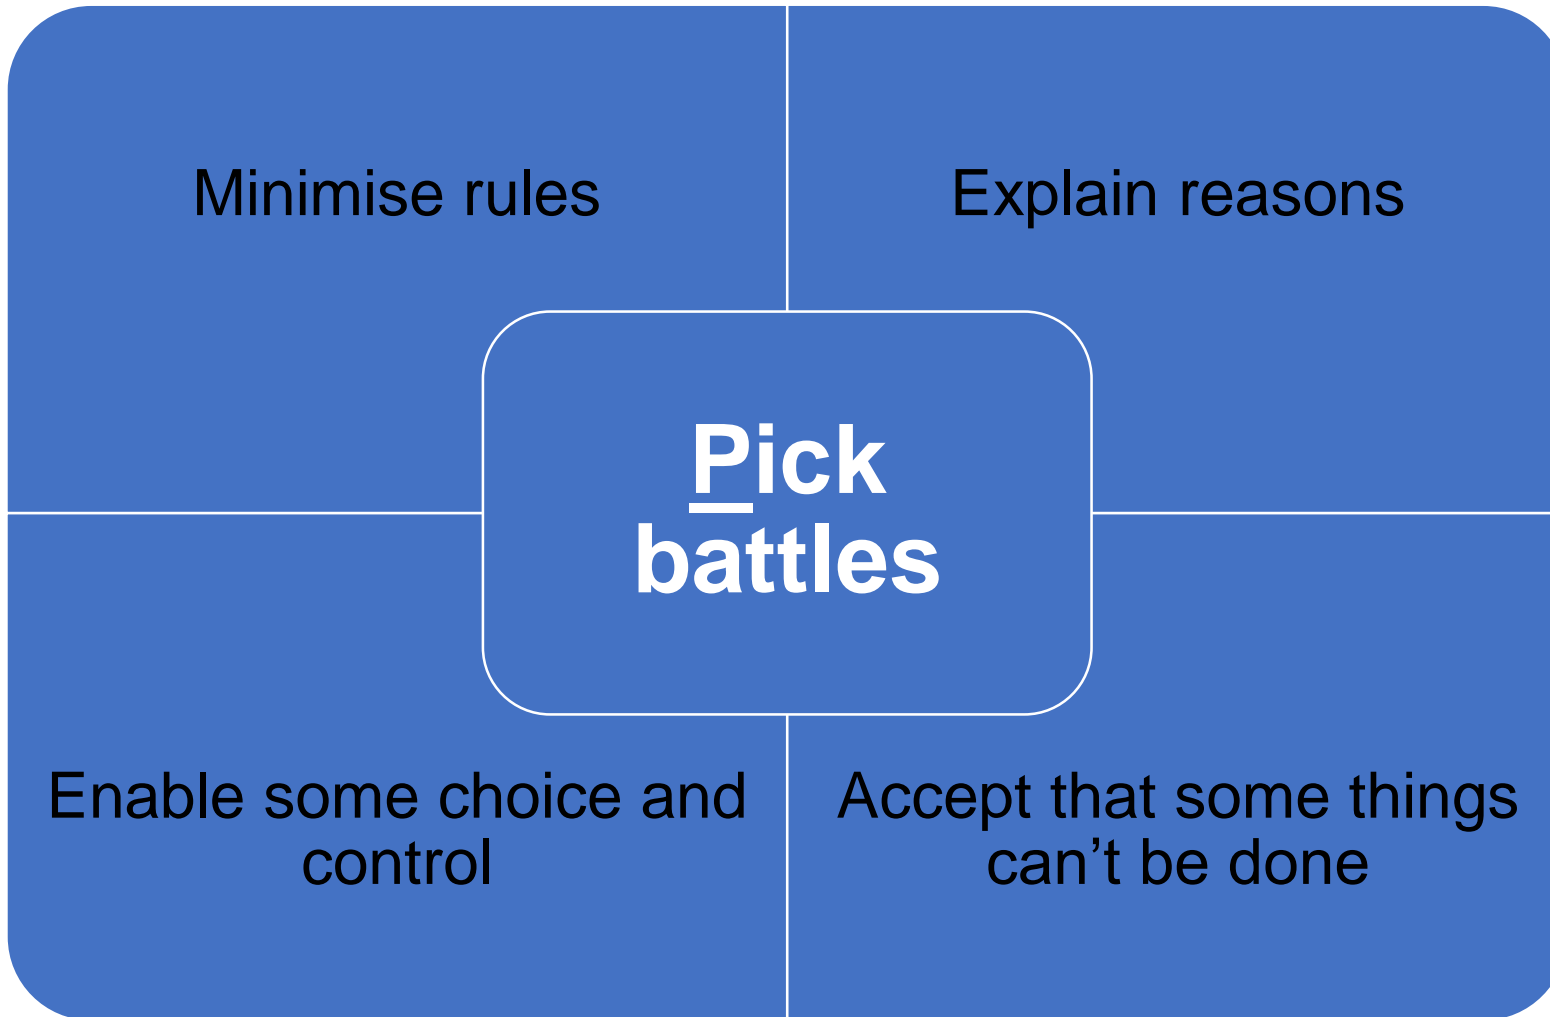 Minimise rules
Explain reasons
Pick
battles
Enable some choice and
control
Accept that some things
can’t be done